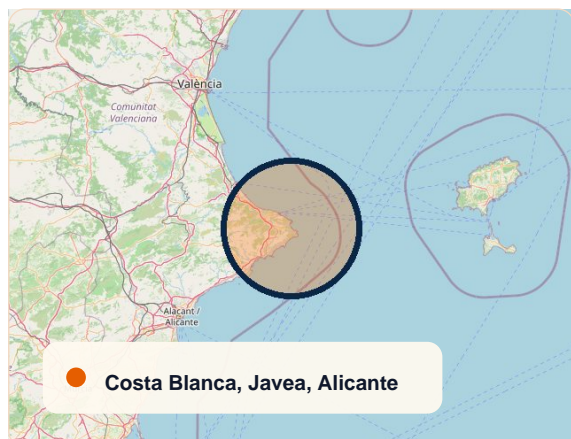 València
Comunitat
Valenciana
Alacant /
Alicante
Costa Blanca, Javea, Alicante